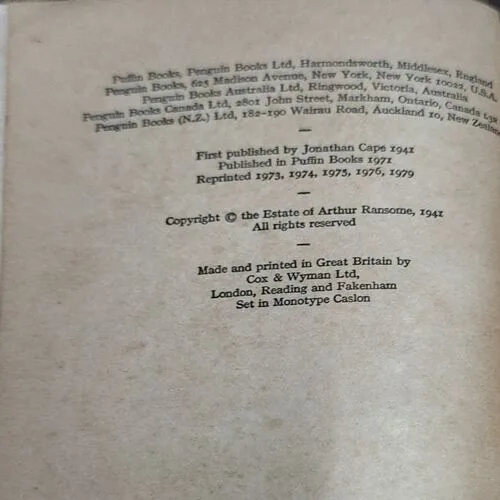 Puffin Books, Penguin Books Ltd, Harmondsworth, Middlesex, England
Penguin Books, 625 Madison Avenue, New York, New York 10022, U.S.A.
Penguin Books Australia Ltd, Ringwood, Victoria, Australia
Penguin Books Canada Ltd, 2801 John Street, Markham, Ontario, Canada
Penguin Books (N.Z.) Ltd, 182-190 Wairau Road, Auckland 10, New
First published by Jonathan Cape 1941
Published in Puffin Books 1971
Reprinted 1973, 1974, 1975, 1976, 1979
Copyright © the Estate of Arthur Ransome, 1941
All rights reserved
Made and printed in Great Britain by
Cox & Wyman Ltd,
London, Reading and Fakenham
Set in Monotype Caslon